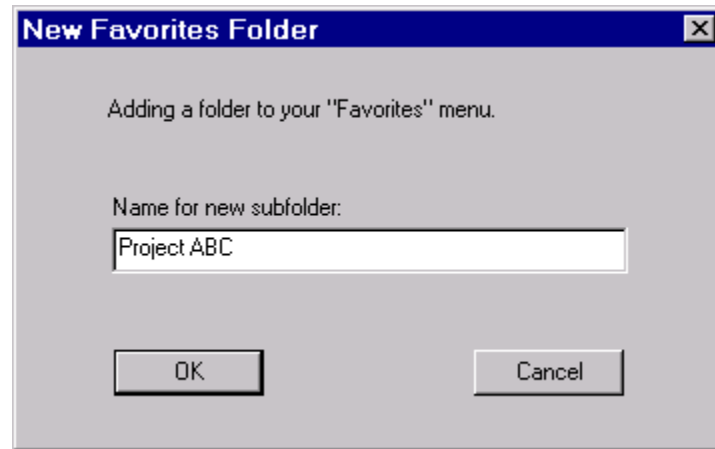 New Favorites Folder
Adding a folder to your "Favorites" menu.
Name for new subfolder:
Project ABC
OK
Cancel